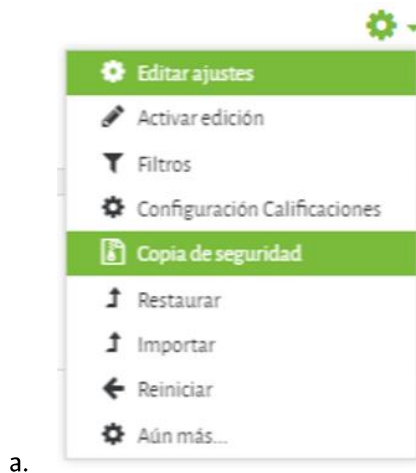 Editar ajustes
Activar edición
Filtros
Configuración Calificaciones
Copia de seguridad
Restaurar
Importar
Reiniciar
Aún más...
a.